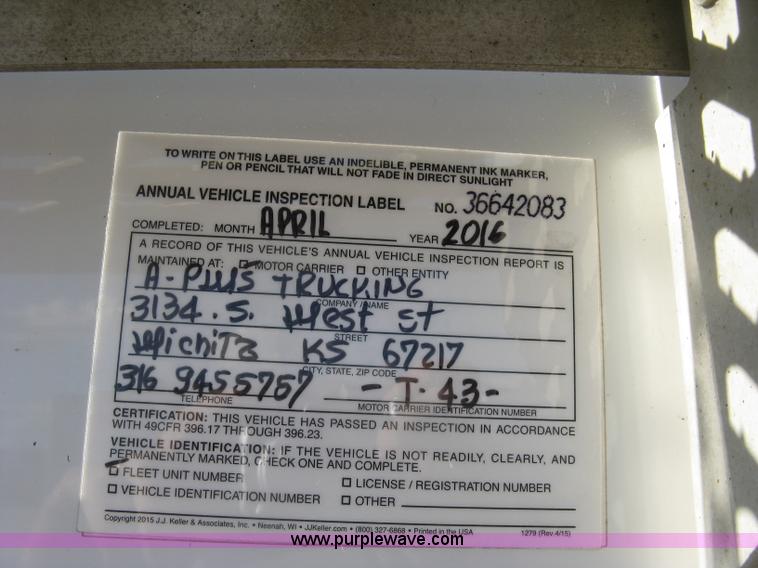 TO WRITE ON THIS LABEL USE AN INDELIBLE, PERMANENT INK MARKER,
PEN OR PENCIL THAT WILL NOT FADE IN DIRECT SUNLIGHT
ANNUAL VEHICLE INSPECTION LABEL NO. 36642083
COMPLETED: MONTH APRIL YEAR 2016
A RECORD OF THIS VEHICLE'S ANNUAL VEHICLE INSPECTION REPORT IS
MAINTAINED AT: MOTOR CARRIER OTHER ENTITY
A-PLUS TRUCKING
COMPANY NAME
3134.S. West st
STREET
Wichita KS 67217
CITY, STATE, ZIP CODE
316 9455757 - T-43-
TELEPHONE MOTOR CARRIER IDENTIFICATION NUMBER
CERTIFICATION: THIS VEHICLE HAS PASSED AN INSPECTION IN ACCORDANCE
WITH 49CFR 396.17 THROUGH 396.23.
VEHICLE IDENTIFICATION: IF THE VEHICLE IS NOT READILY, CLEARLY, AND
PERMANENTLY MARKED, CHECK ONE AND COMPLETE.
FLEET UNIT NUMBER LICENSE / REGISTRATION NUMBER
VEHICLE IDENTIFICATION NUMBER OTHER
Copyright 2015 J.J. Keller & Associates, Inc. • Neenah, WI • JJKeller.com • (800) 327-6868 • Printed in the USA 1279 (Rev.4/15)
www.purplewave.com